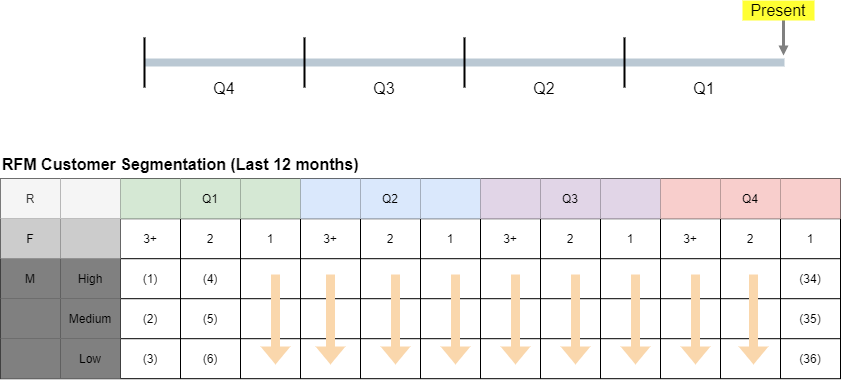 Present
Q4 Q3 Q2 Q1
RFM Customer Segmentation (Last 12 months)
R Q1 Q2 Q3 Q4
F 3+ 2 1 3+ 2 1 3+ 2 1 3+ 2 1
M High (1) (4) (34)
Medium (2) (5) (35)
Low (3) (6) (36)